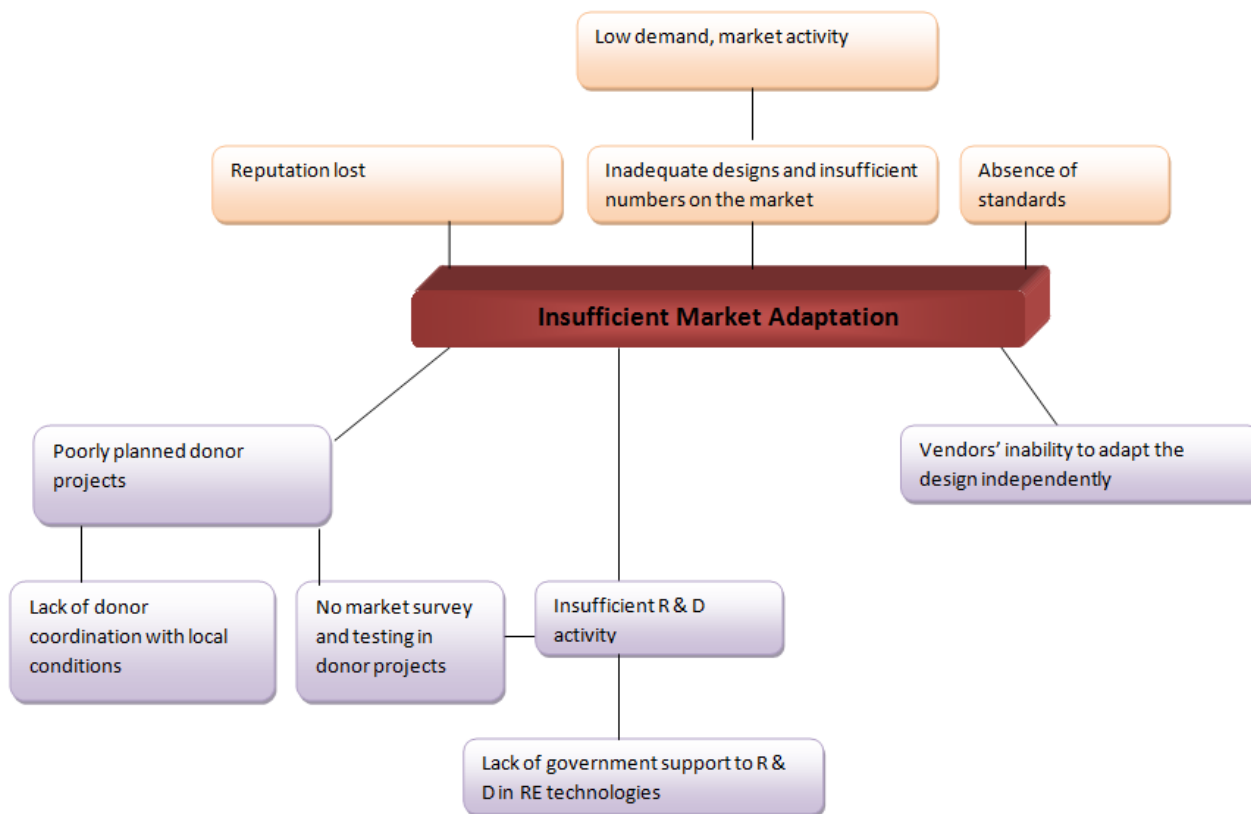 Low demand, market activity
Reputation lost
Inadequate designs and insufficient
numbers on the market
Absence of
standards
Insufficient Market Adaptation
Poorly planned donor
projects
Vendors’ inability to adapt the
design independently
Lack of donor
coordination with local
conditions
No market survey
and testing in
donor projects
Insufficient R & D
activity
Lack of government support to R &
D in RE technologies